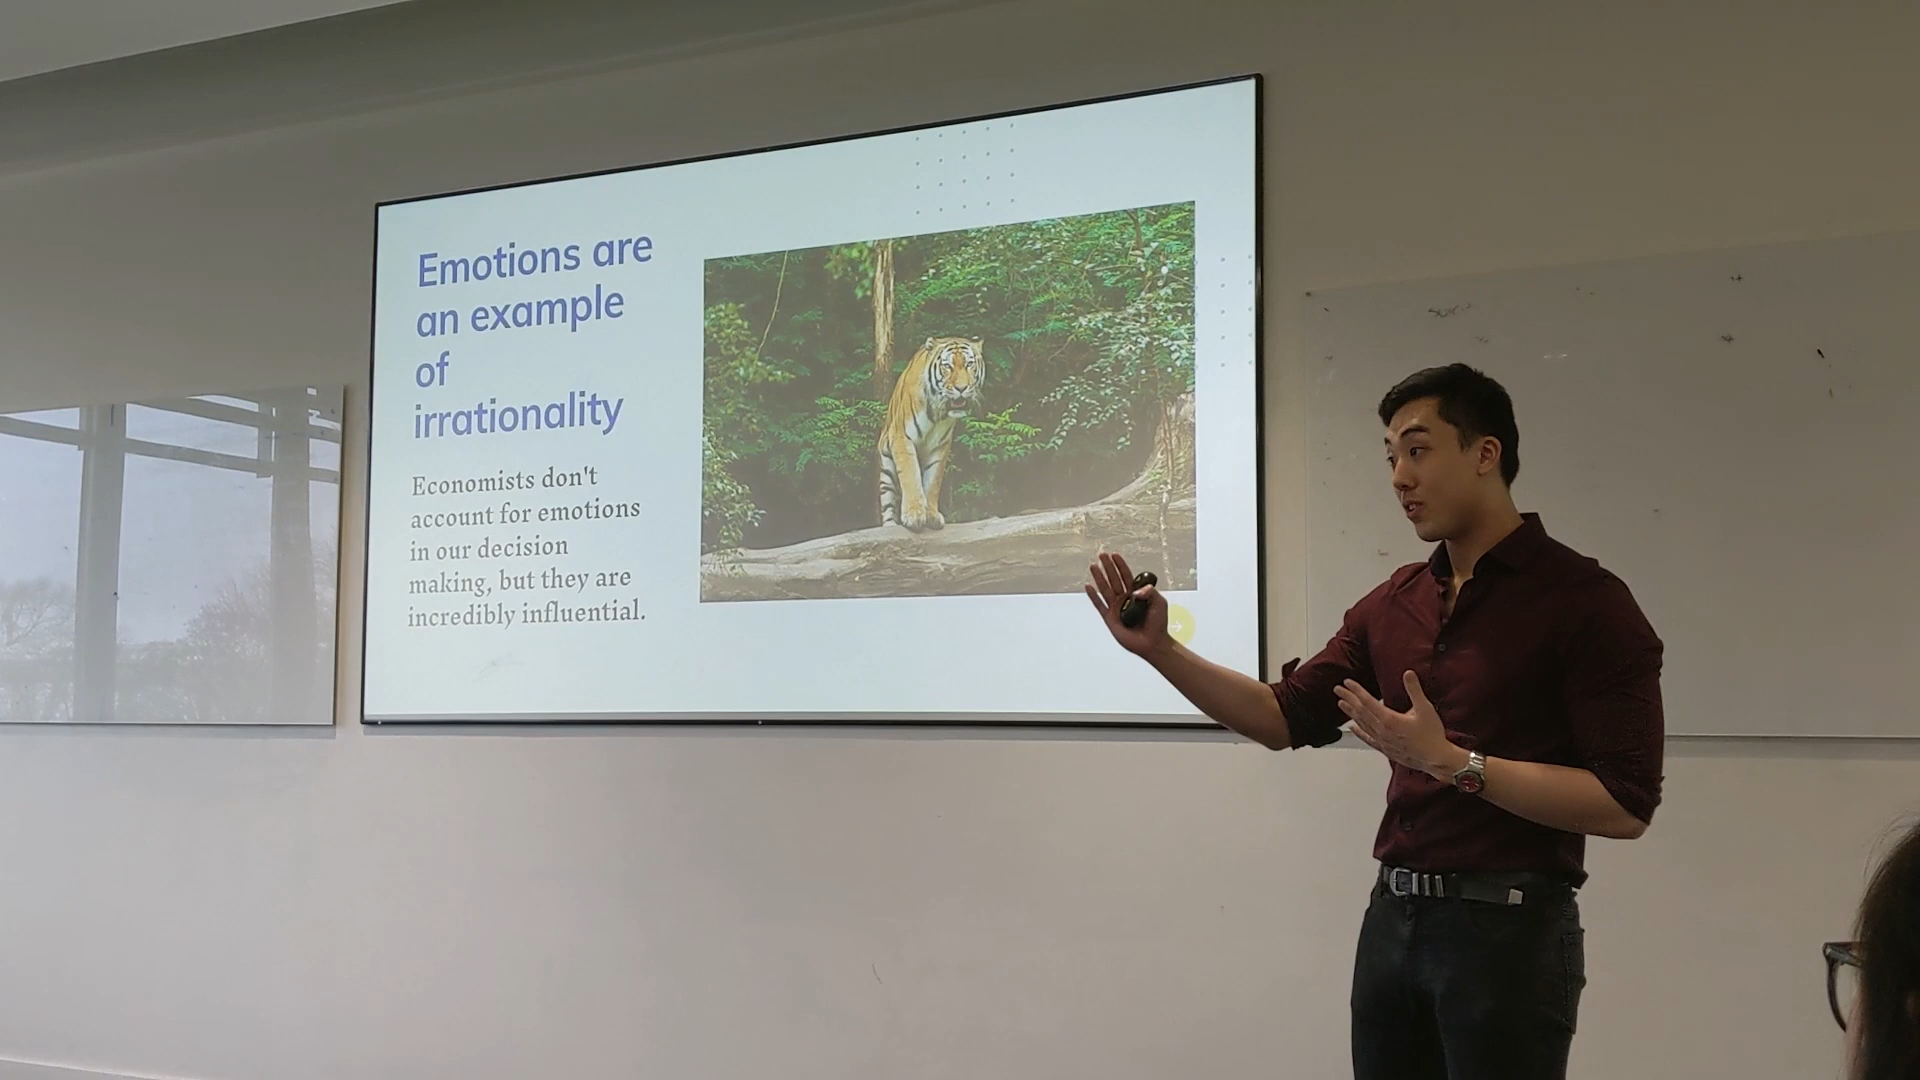 Emotions are
an example
of
irrationality
Economists don't
account for emotions
in our decision
making, but they are
incredibly influential.